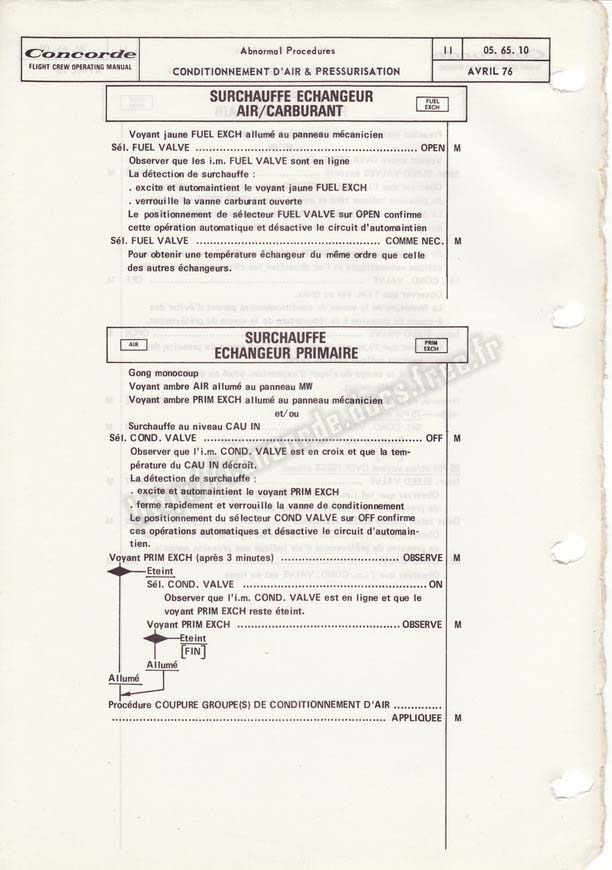 Concorde
FLIGHT CREW OPERATING MANUAL
Abnormal Procedures
CONDITIONNEMENT D'AIR & PRESSURISATION
II
05. 65. 10
AVRIL 76
SURCHAUFFE ECHANGEUR
AIR/CARBURANT
FUEL
EXCH
Voyant jaune FUEL EXCH allumé au panneau mécanicien
Sél. FUEL VALVE ........................................................ OPEN M
Observer que les i.m. FUEL VALVE sont en ligne
La détection de surchauffe :
. excite et automaintient le voyant jaune FUEL EXCH
. verrouille la vanne carburant ouverte
Le positionnement de sélecteur FUEL VALVE sur OPEN confirme
cette opération automatique et désactive le circuit d'automaintien
Sél. FUEL VALVE ............................................. COMME NEC. M
Pour obtenir une température échangeur du même ordre que celle
des autres échangeurs.
AIR
SURCHAUFFE
ECHANGEUR PRIMAIRE
PRIM
EXCH
Gong monocoup
Voyant ambre AIR allumé au panneau MW
Voyant ambre PRIM EXCH allumé au panneau mécanicien
et/ou
Surchauffe au niveau CAU IN
Sél. COND. VALVE ...................................................... OFF M
Observer que l'i.m. COND. VALVE est en croix et que la tem-
pérature du CAU IN décroît.
La détection de surchauffe :
. excite et automaintient le voyant PRIM EXCH
. ferme rapidement et verrouille la vanne de conditionnement
Le positionnement du sélecteur COND VALVE sur OFF confirme
ces opérations automatiques et désactive le circuit d'automain-
tien.
Voyant PRIM EXCH (après 3 minutes) ............................. OBSERVE M
Eteint
Sél. COND. VALVE ............................................. ON
Observer que l'i.m. COND. VALVE est en ligne et que le
voyant PRIM EXCH reste éteint.
Voyant PRIM EXCH ........................................ OBSERVE M
Eteint
[FIN]
Allumé
Allumé
Procédure COUPURE GROUPE(S) DE CONDITIONNEMENT D'AIR ............
.................................................................. APPLIQUEE M